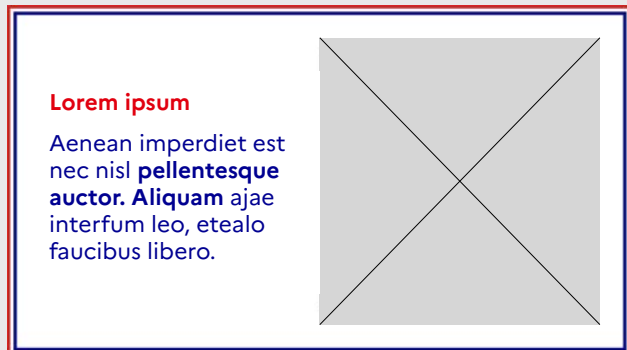 Lorem ipsum
Aenean imperdiet est
nec nisl pellentesque
auctor. Aliquam ajae
interfum leo, etealo
faucibus libero.